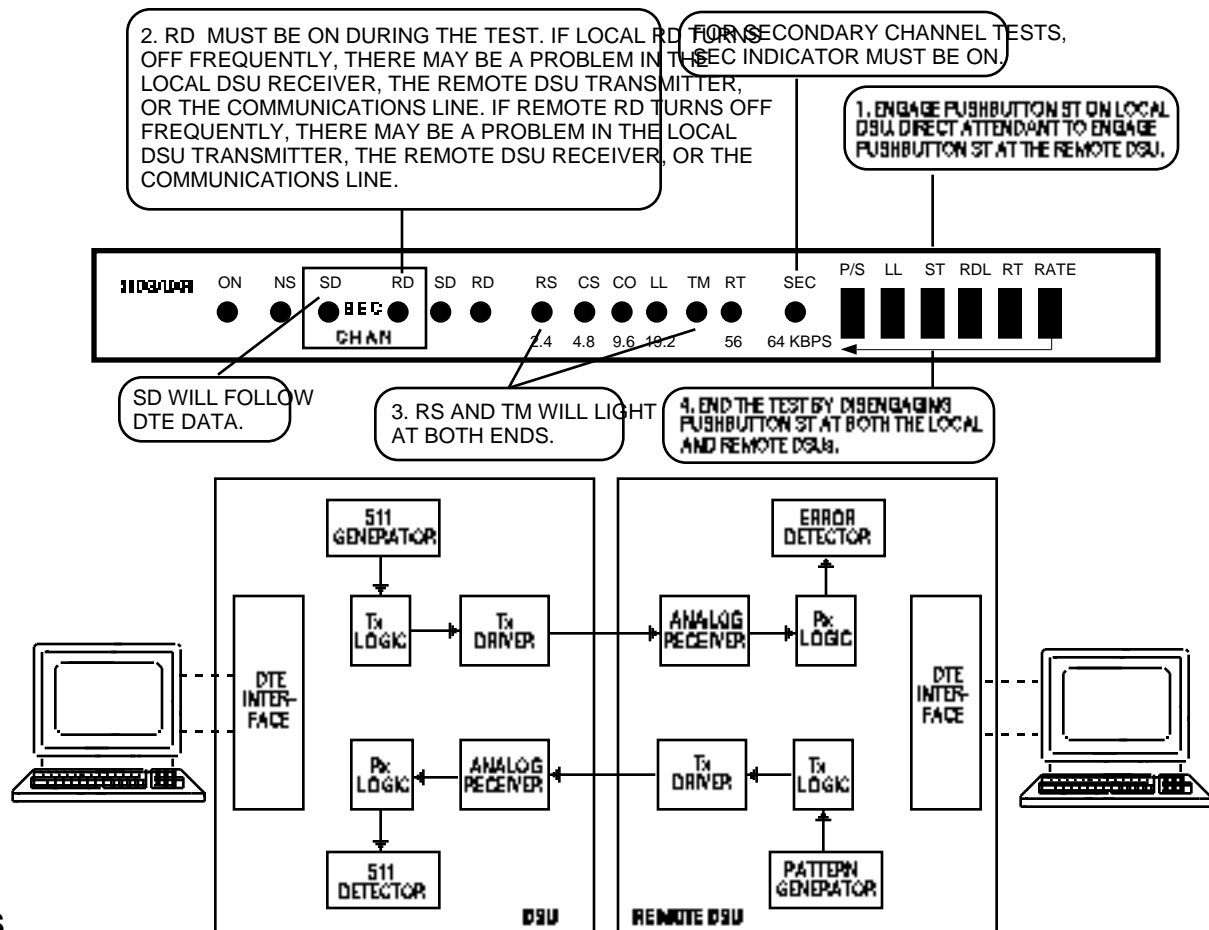 2. RD MUST BE ON DURING THE TEST. IF LOCAL RD TURNS
OFF FREQUENTLY, THERE MAY BE A PROBLEM IN THE
LOCAL DSU RECEIVER, THE REMOTE DSU TRANSMITTER,
OR THE COMMUNICATIONS LINE. IF REMOTE RD TURNS OFF
FREQUENTLY, THERE MAY BE A PROBLEM IN THE LOCAL
DSU TRANSMITTER, THE REMOTE DSU RECEIVER, OR THE
COMMUNICATIONS LINE.
FOR SECONDARY CHANNEL TESTS,
SEC INDICATOR MUST BE ON.
1. ENGAGE PUSHBUTTON ST ON LOCAL
DSU. DIRECT ATTENDANT TO ENGAGE
PUSHBUTTON ST AT THE REMOTE DSU.
ON NS SD RD SD RD RS CS CO LL TM RT SEC P/S LL ST RDL RT RATE
SEC
CHAN
2.4 4.8 9.6 19.2 56 64 KBPS
SD WILL FOLLOW
DTE DATA.
3. RS AND TM WILL LIGHT
AT BOTH ENDS.
4. END THE TEST BY DISENGAGING
PUSHBUTTON ST AT BOTH THE LOCAL
AND REMOTE DSUs.
511
GENERATOR
Tx
LOGIC
Tx
DRIVER
DTE
INTER-
FACE
Rx
LOGIC
ANALOG
RECEIVER
511
DETECTOR
DSU
ERROR
DETECTOR
ANALOG
RECEIVER
Rx
LOGIC
DTE
INTER-
FACE
Tx
DRIVER
Tx
LOGIC
PATTERN
GENERATOR
REMOTE DSU